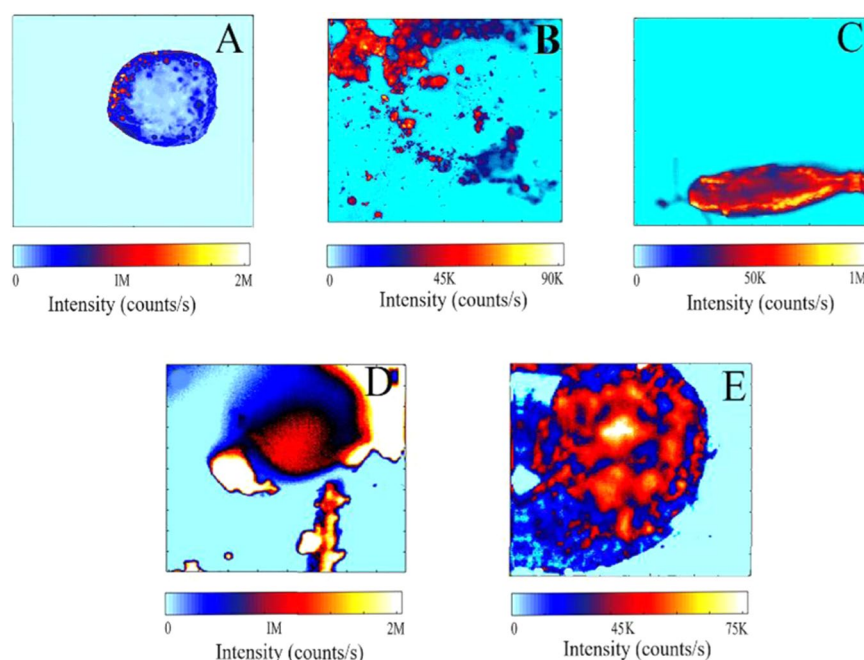 A
B
C
0 1M 2M
Intensity (counts/s)
0 45K 90K
Intensity (counts/s)
0 50K 1M
Intensity (counts/s)
D
E
0 1M 2M
Intensity (counts/s)
0 45K 75K
Intensity (counts/s)